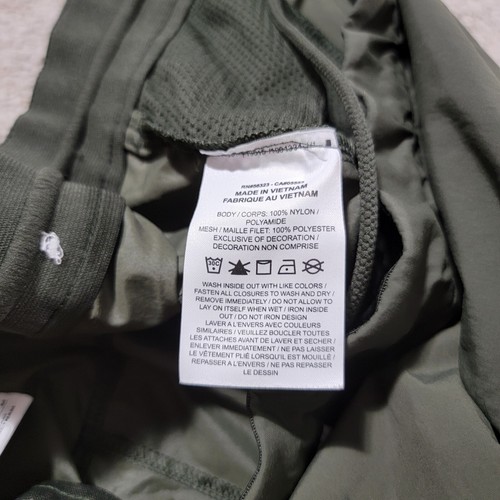 MADE IN VIETNAM
FABRIQUE AU VIETNAM
BODY / CORPS: 100% NYLON /
POLYAMIDE
MESH / MAILLE FILET: 100% POLYESTER
EXCLUSIVE OF DECORATION /
DECORATION NON COMPRISE
30C
WASH INSIDE OUT WITH LIKE COLORS /
FASTEN ALL CLOSURES TO WASH AND DRY /
REMOVE IMMEDIATELY / DO NOT ALLOW TO
LAY ON ITSELF WHEN WET / IRON INSIDE
OUT / DO NOT IRON DESIGN
LAVER A L'ENVERS AVEC COULEURS
SIMILAIRES / VEUILLEZ BOUCLER TOUTES
LES ATTACHES AVANT DE LAVER ET SÉCHER /
ENLEVER IMMÉDIATEMENT / NE PAS LAISSER
LE VÊTEMENT PLIÉ LORSQU'IL EST MOUILLÉ /
REPASSER A L'ENVERS / NE PAS REPASSER
LE DESSIN